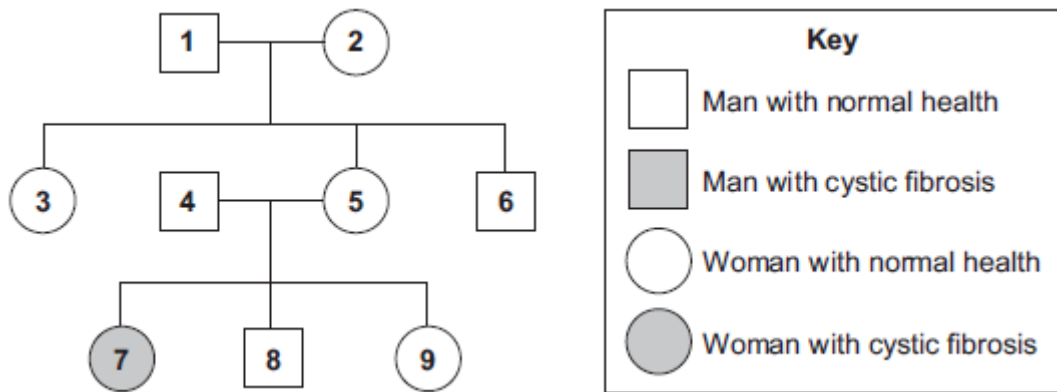 1
2
3
4
5
6
7
8
9
Key
Man with normal health
Man with cystic fibrosis
Woman with normal health
Woman with cystic fibrosis